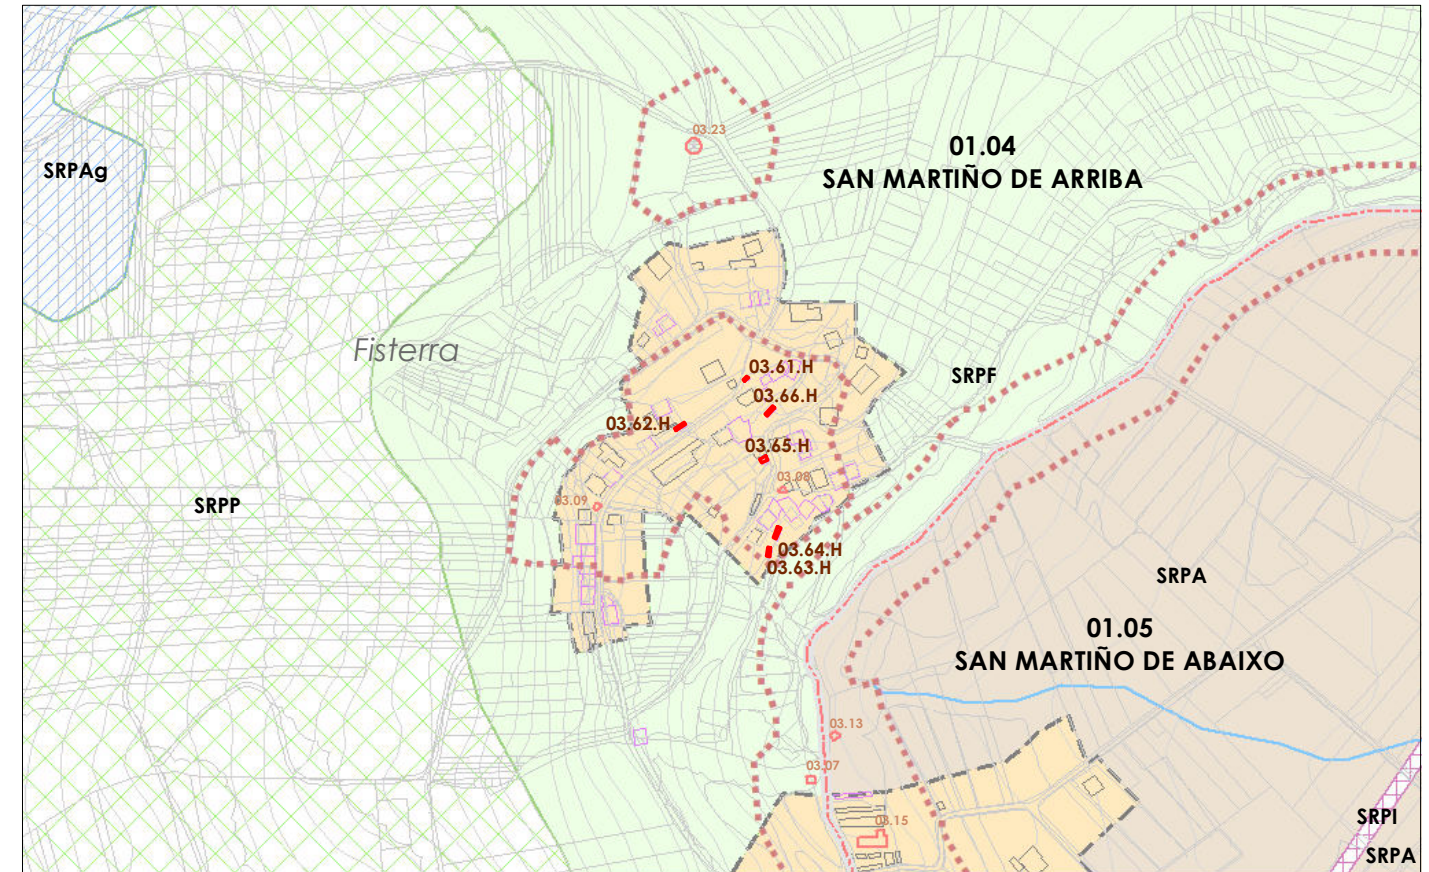 03.23
01.04
SAN MARTIÑO DE ARRIBA
SRPAg
Fisterra
03.61.H
SRPF
03.66.H
03.62.H
03.65.H
03.08
SRPP
03.09
03.64.H
03.63.H
SRPA
01.05
SAN MARTIÑO DE ABAIXO
03.13
03.07
03.15
SRPI
SRPA